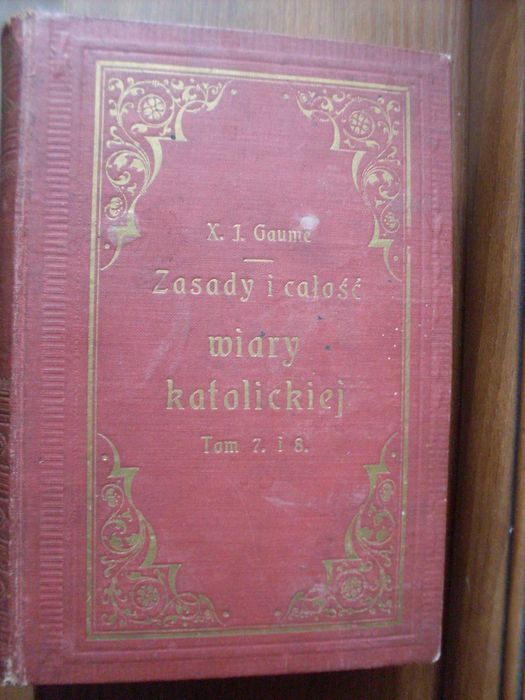 X. J. Gaume
Zasady i całość
wiary
katolickiej
Tom 7. i 8.